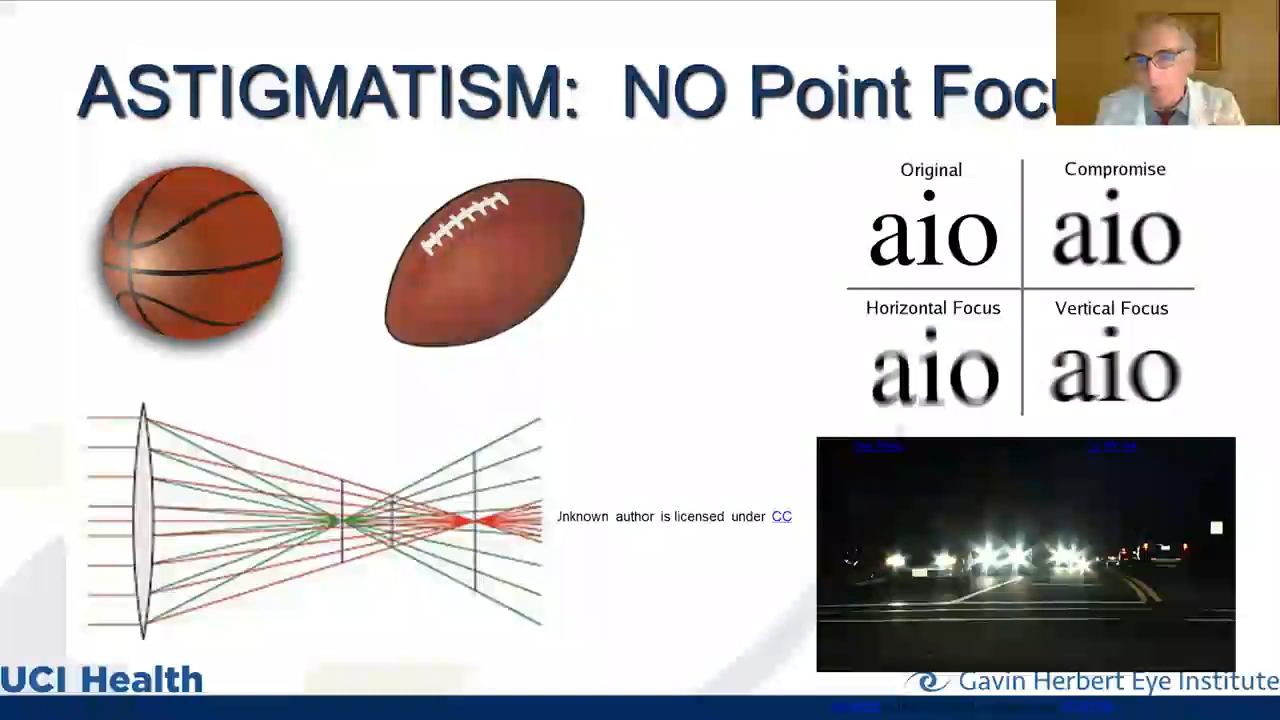 ASTIGMATISM: NO Point Focu
Original
Compromise
aio
aio
Horizontal Focus
Vertical Focus
aio
aio
Unknown author is licensed under CC
UCI Health
Gavin Herbert Eye Institute